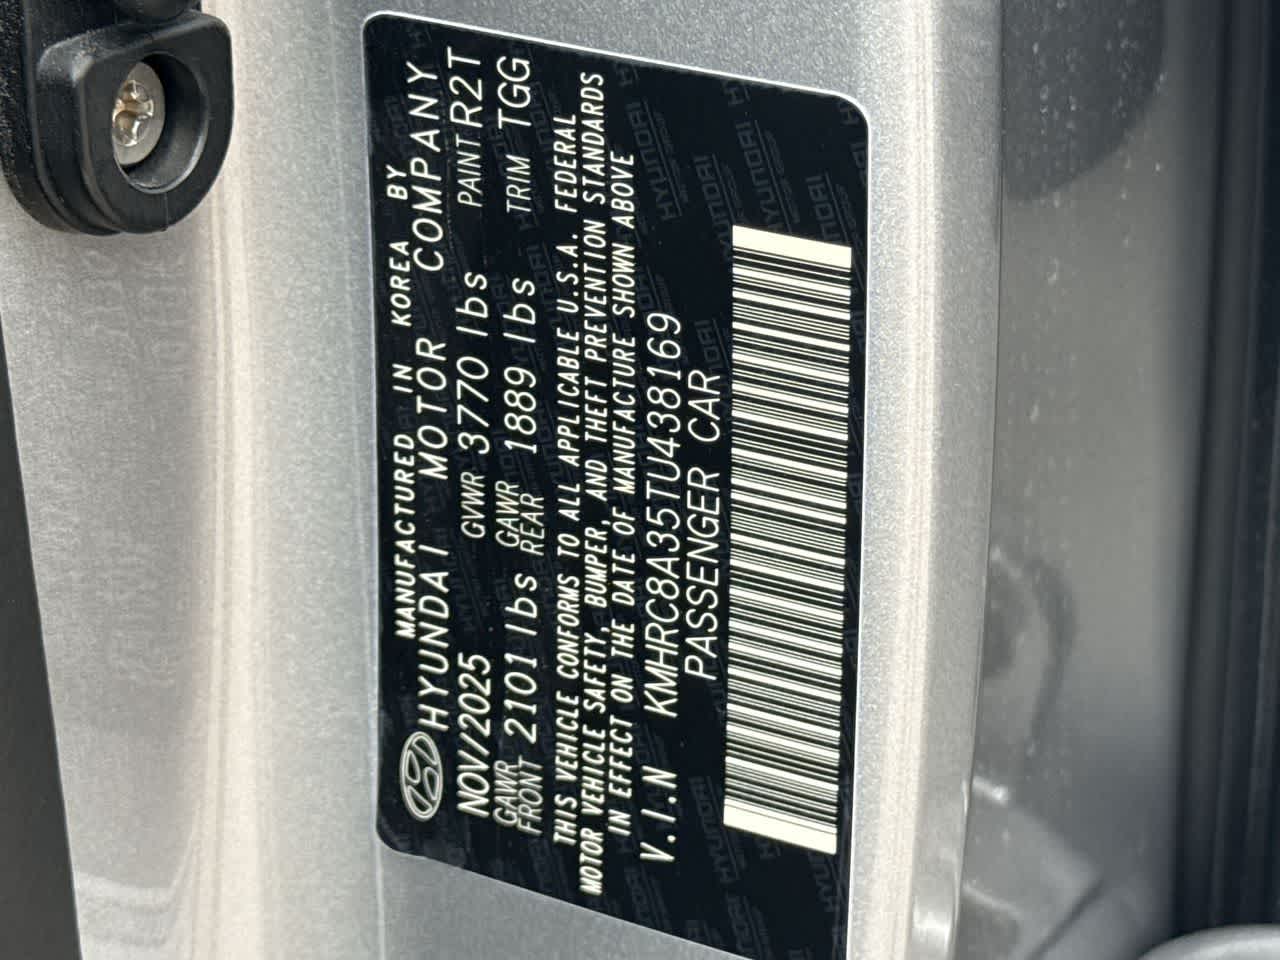 MANUFACTURED IN KOREA BY
HYUNDAI MOTOR COMPANY
NOV/2025 GVWR 3770 lbs PAINT R2T
GAWR FRONT 2101 lbs GAWR REAR 1889 lbs TRIM TGG
THIS VEHICLE CONFORMS TO ALL APPLICABLE U.S.A. FEDERAL
MOTOR VEHICLE SAFETY, BUMPER, AND THEFT PREVENTION STANDARDS
IN EFFECT ON THE DATE OF MANUFACTURE SHOWN ABOVE
V.I.N KMHRC8A35TU438169
PASSENGER CAR